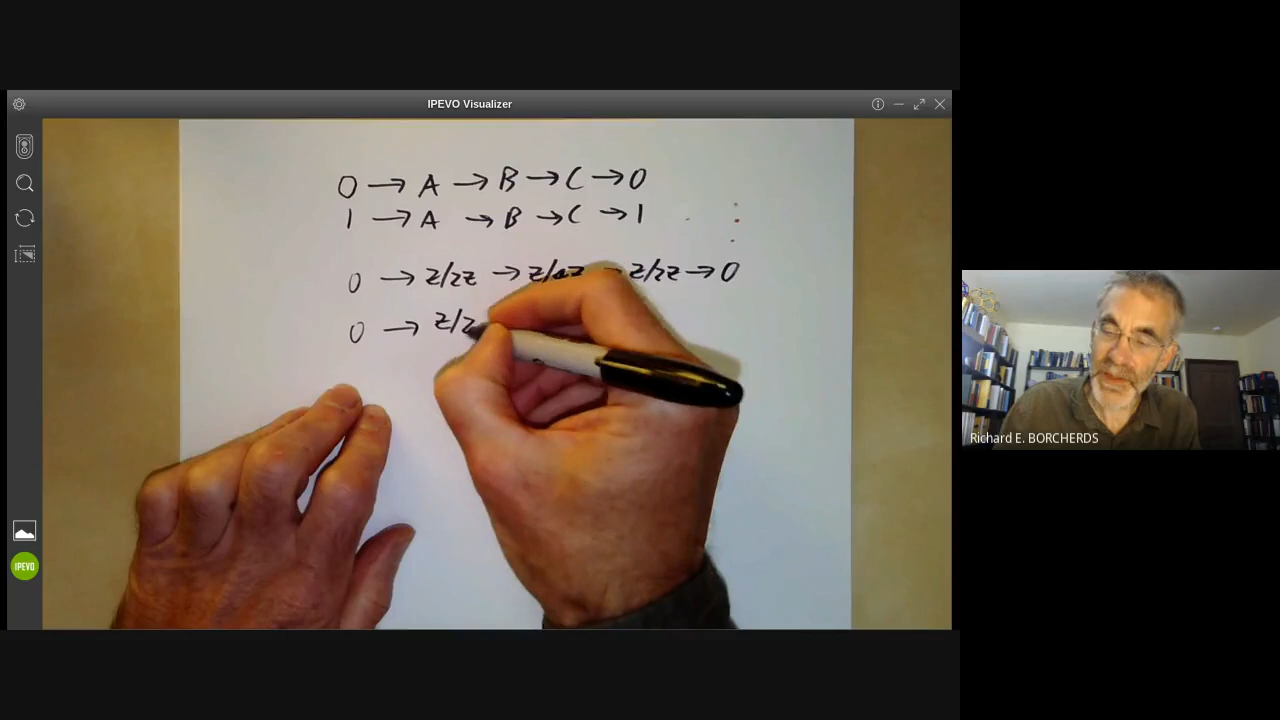 IPEVO Visualizer
0 → A → B → C → 0
1 → A → B → C → 1
0 → Z/2Z → Z/4Z → Z/2Z → 0
0 → Z/2
IPEVO
Richard E. BORCHERDS